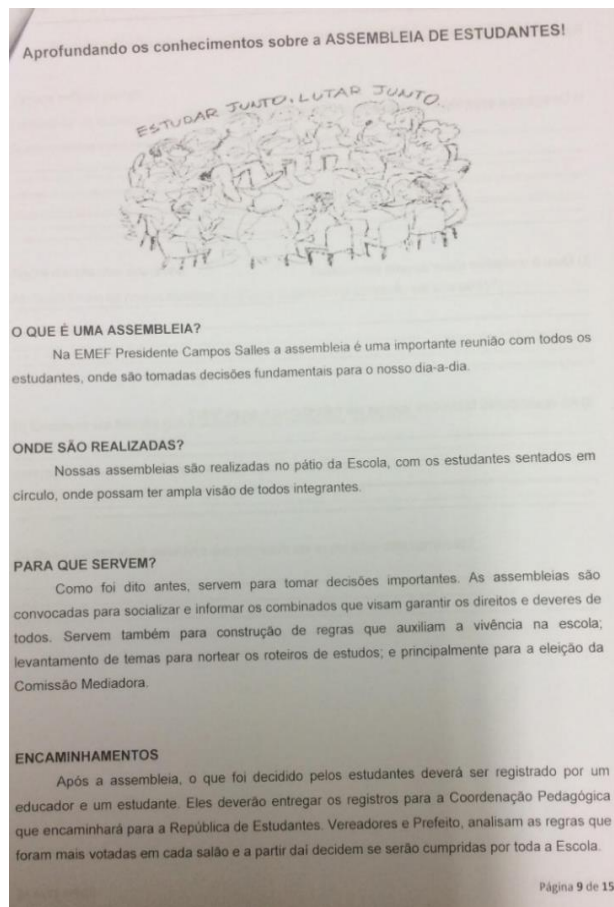 Aprofundando os conhecimentos sobre a ASSEMBLEIA DE ESTUDANTES!
ESTUDAR JUNTO, LUTAR JUNTO
O QUE É UMA ASSEMBLEIA?
Na EMEF Presidente Campos Salles a assembleia é uma importante reunião com todos os
estudantes, onde são tomadas decisões fundamentais para o nosso dia-a-dia.
ONDE SÃO REALIZADAS?
Nossas assembleias são realizadas no pátio da Escola, com os estudantes sentados em
círculo, onde possam ter ampla visão de todos integrantes.
PARA QUE SERVEM?
Como foi dito antes, servem para tomar decisões importantes. As assembleias são
convocadas para socializar e informar os combinados que visam garantir os direitos e deveres de
todos. Servem também para construção de regras que auxiliam a vivência na escola;
levantamento de temas para nortear os roteiros de estudos; e principalmente para a eleição da
Comissão Mediadora.
ENCAMINHAMENTOS
Após a assembleia, o que foi decidido pelos estudantes deverá ser registrado por um
educador e um estudante. Eles deverão entregar os registros para a Coordenação Pedagógica
que encaminhará para a República de Estudantes. Vereadores e Prefeito, analisam as regras que
foram mais votadas em cada salão e a partir daí decidem se serão cumpridas por toda a Escola.
Página 9 de 15